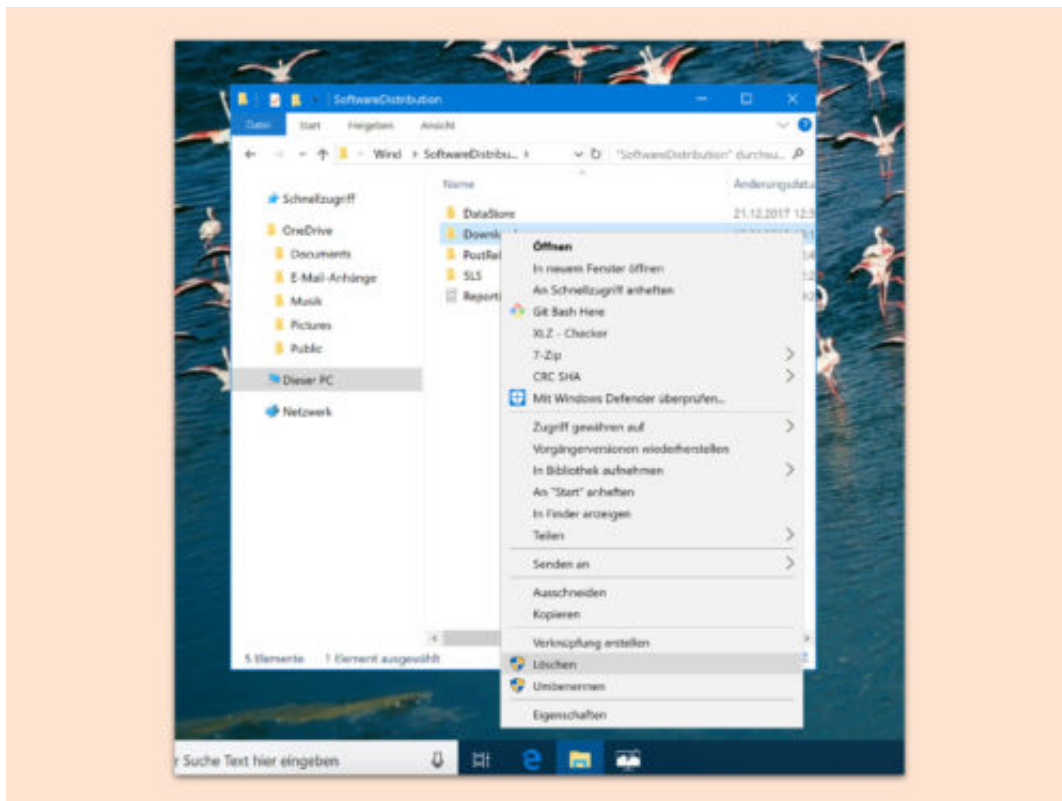 SoftwareDistribution
Datei Start Freigeben Ansicht
Wind SoftwareDistribu... "SoftwareDistribution" durchsu...
Name Änderungsdatu
Schnellzugriff
OneDrive
Documents
E-Mail-Anhänge
Musik
Pictures
Public
Dieser PC
Netzwerk
DataStore 21.12.2017 12:3
Downl
PostRe
SLS
Reporti
Öffnen
In neuem Fenster öffnen
An Schnellzugriff anheften
Git Bash Here
XLZ - Checker
7-Zip
CRC SHA
Mit Windows Defender überprüfen...
Zugriff gewähren auf
Vorgängerversionen wiederherstellen
In Bibliothek aufnehmen
An "Start" anheften
In Finder anzeigen
Teilen
Senden an
Ausschneiden
Kopieren
Verknüpfung erstellen
Löschen
Umbenennen
Eigenschaften
5 Elemente 1 Element ausgewählt
r Suche Text hier eingeben